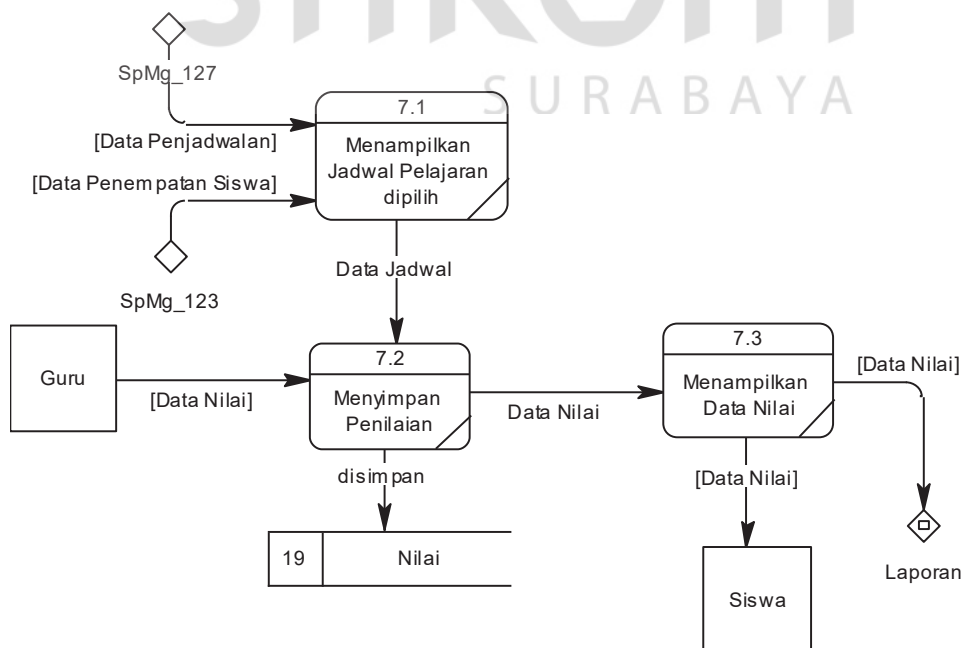 SURABAYA
SpMg_127
7.1
[Data Penjadwalan]
Menampilkan
Jadwal Pelajaran
dipilih
[Data Penempatan Siswa]
Data Jadwal
SpMg_123
Guru
[Data Nilai]
7.2
Menyimpan
Penilaian
Data Nilai
7.3
Menampilkan
Data Nilai
[Data Nilai]
disimpan
[Data Nilai]
19
Nilai
Laporan
Siswa